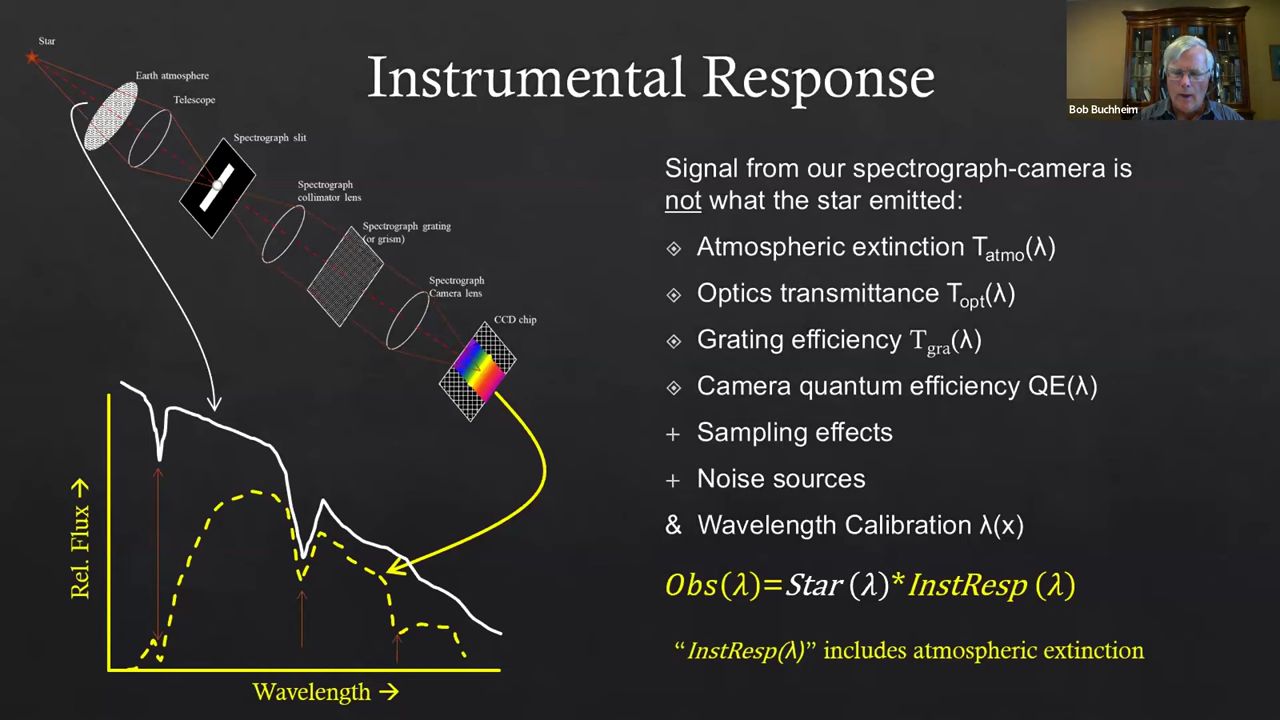 Instrumental Response
Bob Buchheim
Star
Earth atmosphere
Telescope
Spectrograph slit
Spectrograph
collimator lens
Spectrograph grating
(or grism)
Spectrograph
Camera lens
CCD chip
Rel. Flux →
Wavelength →
Signal from our spectrograph-camera is
not what the star emitted:
Atmospheric extinction Tatmo(λ)
Optics transmittance Topt(λ)
Grating efficiency Tgra(λ)
Camera quantum efficiency QE(λ)
+ Sampling effects
+ Noise sources
& Wavelength Calibration λ(x)
Obs(λ)=Star (λ)*InstResp (λ)
“InstResp(λ)” includes atmospheric extinction